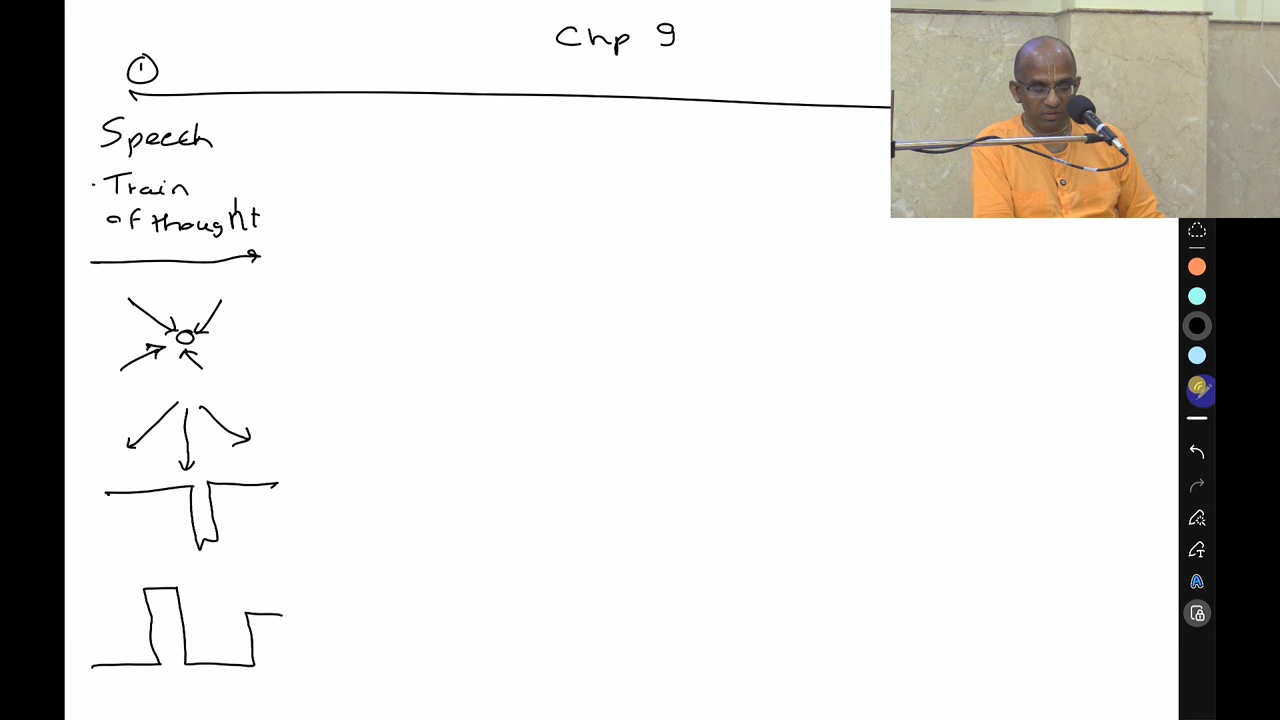 Chp 9
①
Speech
· Train
of thought